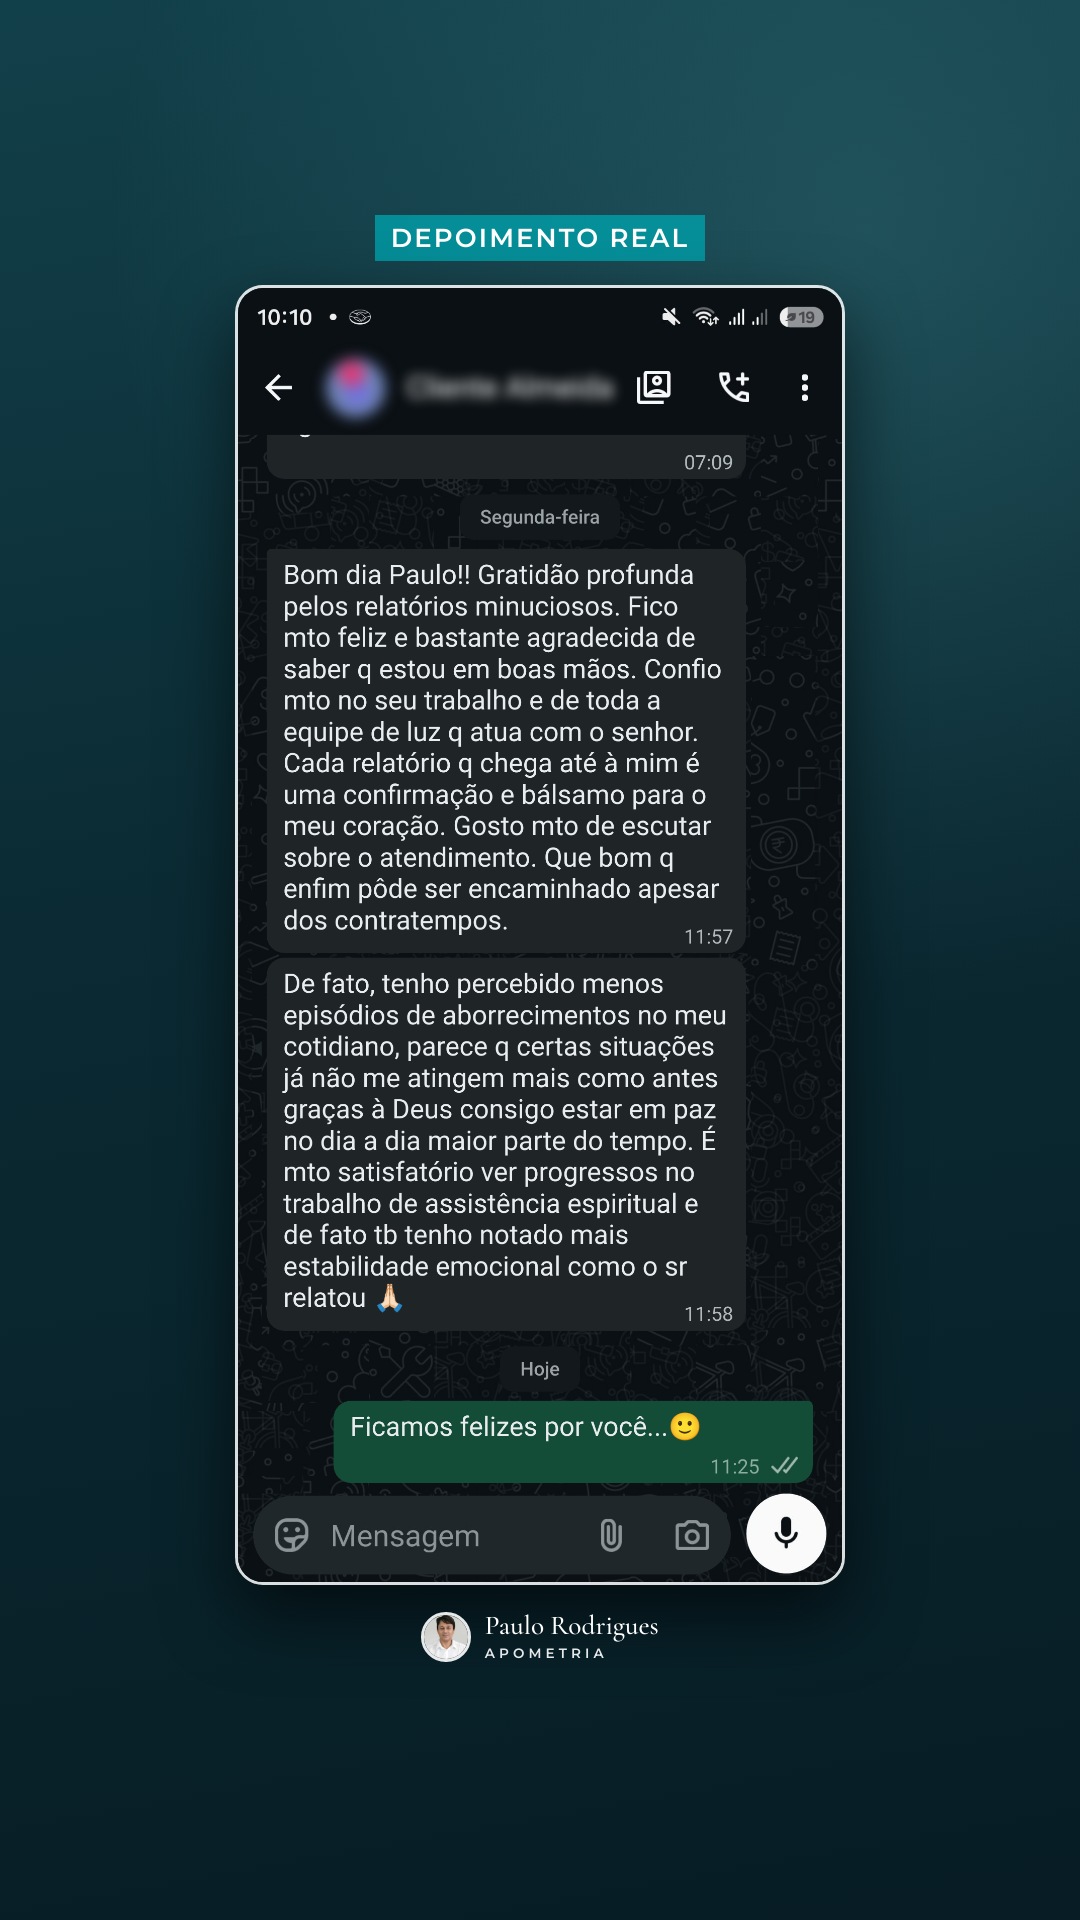 DEPOIMENTO REAL
10:10
19
07:09
Segunda-feira
Bom dia Paulo!! Gratidão profunda
pelos relatórios minuciosos. Fico
mto feliz e bastante agradecida de
saber q estou em boas mãos. Confio
mto no seu trabalho e de toda a
equipe de luz q atua com o senhor.
Cada relatório q chega até à mim é
uma confirmação e bálsamo para o
meu coração. Gosto mto de escutar
sobre o atendimento. Que bom q
enfim pôde ser encaminhado apesar
dos contratempos.
11:57
De fato, tenho percebido menos
episódios de aborrecimentos no meu
cotidiano, parece q certas situações
já não me atingem mais como antes
graças à Deus consigo estar em paz
no dia a dia maior parte do tempo. É
mto satisfatório ver progressos no
trabalho de assistência espiritual e
de fato tb tenho notado mais
estabilidade emocional como o sr
relatou 🙏🏻
11:58
Hoje
Ficamos felizes por você...🙂
11:25
Mensagem
Paulo Rodrigues
APOMETRIA